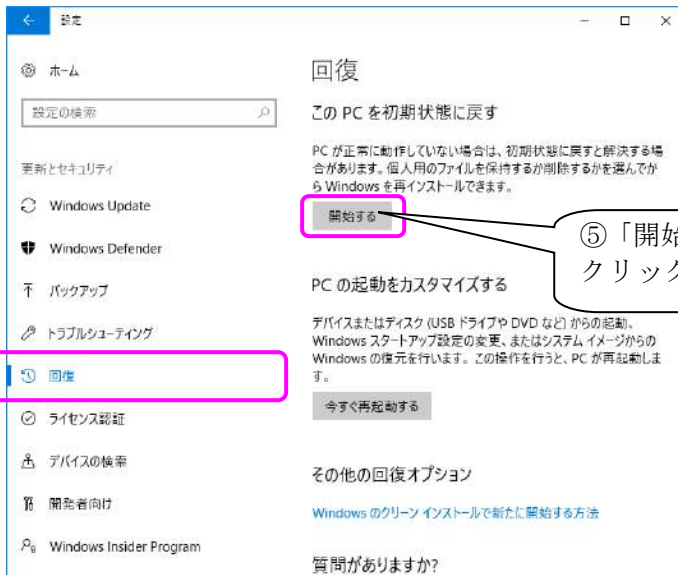 設定
ホーム
設定の検索
更新とセキュリティ
Windows Update
Windows Defender
バックアップ
トラブルシューティング
回復
ライセンス認証
デバイスの検索
開発者向け
Windows Insider Program
回復
この PC を初期状態に戻す
PC が正常に動作していない場合は、初期状態に戻すと解決する場
合があります。個人用のファイルを保持するか削除するかを選んでか
ら Windows を再インストールできます。
開始する
⑤「開始
クリック
PC の起動をカスタマイズする
デバイスまたはディスク (USB ドライブや DVD など) からの起動、
Windows スタートアップ設定の変更、またはシステム イメージからの
Windows の復元を行います。この操作を行うと、PC が再起動しま
す。
今すぐ再起動する
その他の回復オプション
Windows のクリーン インストールで新たに開始する方法
質問がありますか?